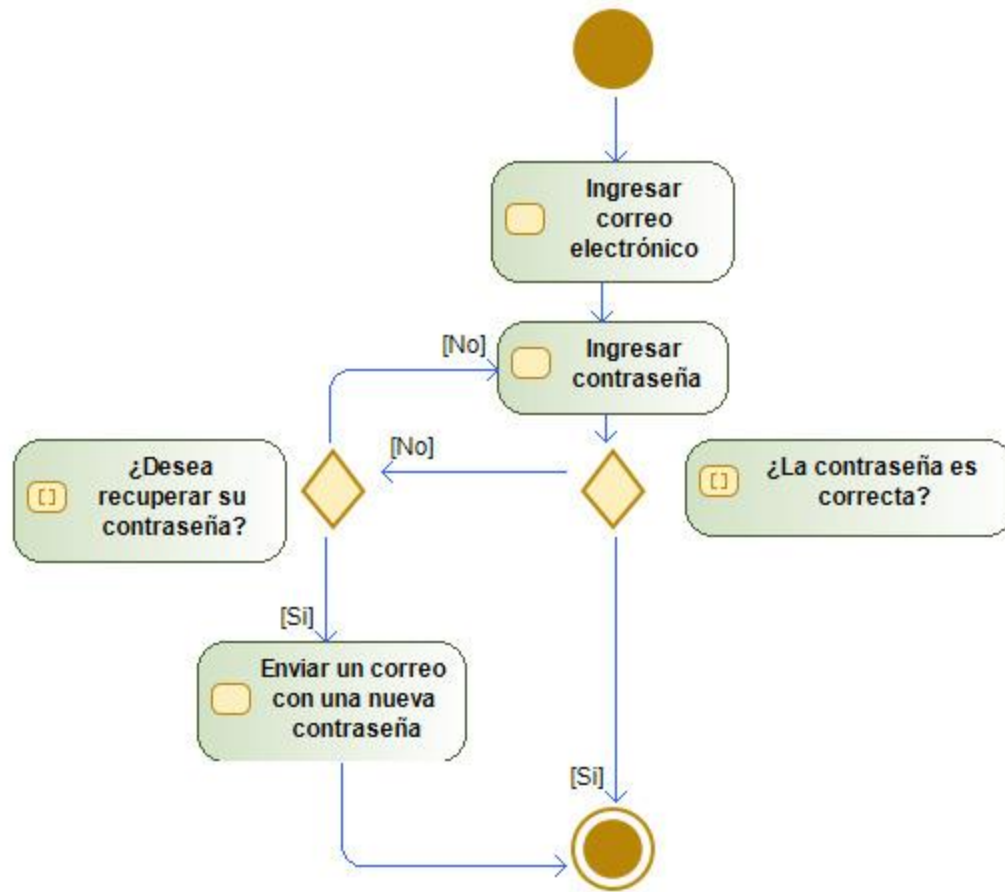 Ingresar
correo
electrónico
[No]
Ingresar
contraseña
¿Desea
recuperar su
contraseña?
[No]
¿La contraseña es
correcta?
[Si]
Enviar un correo
con una nueva
contraseña
[Si]